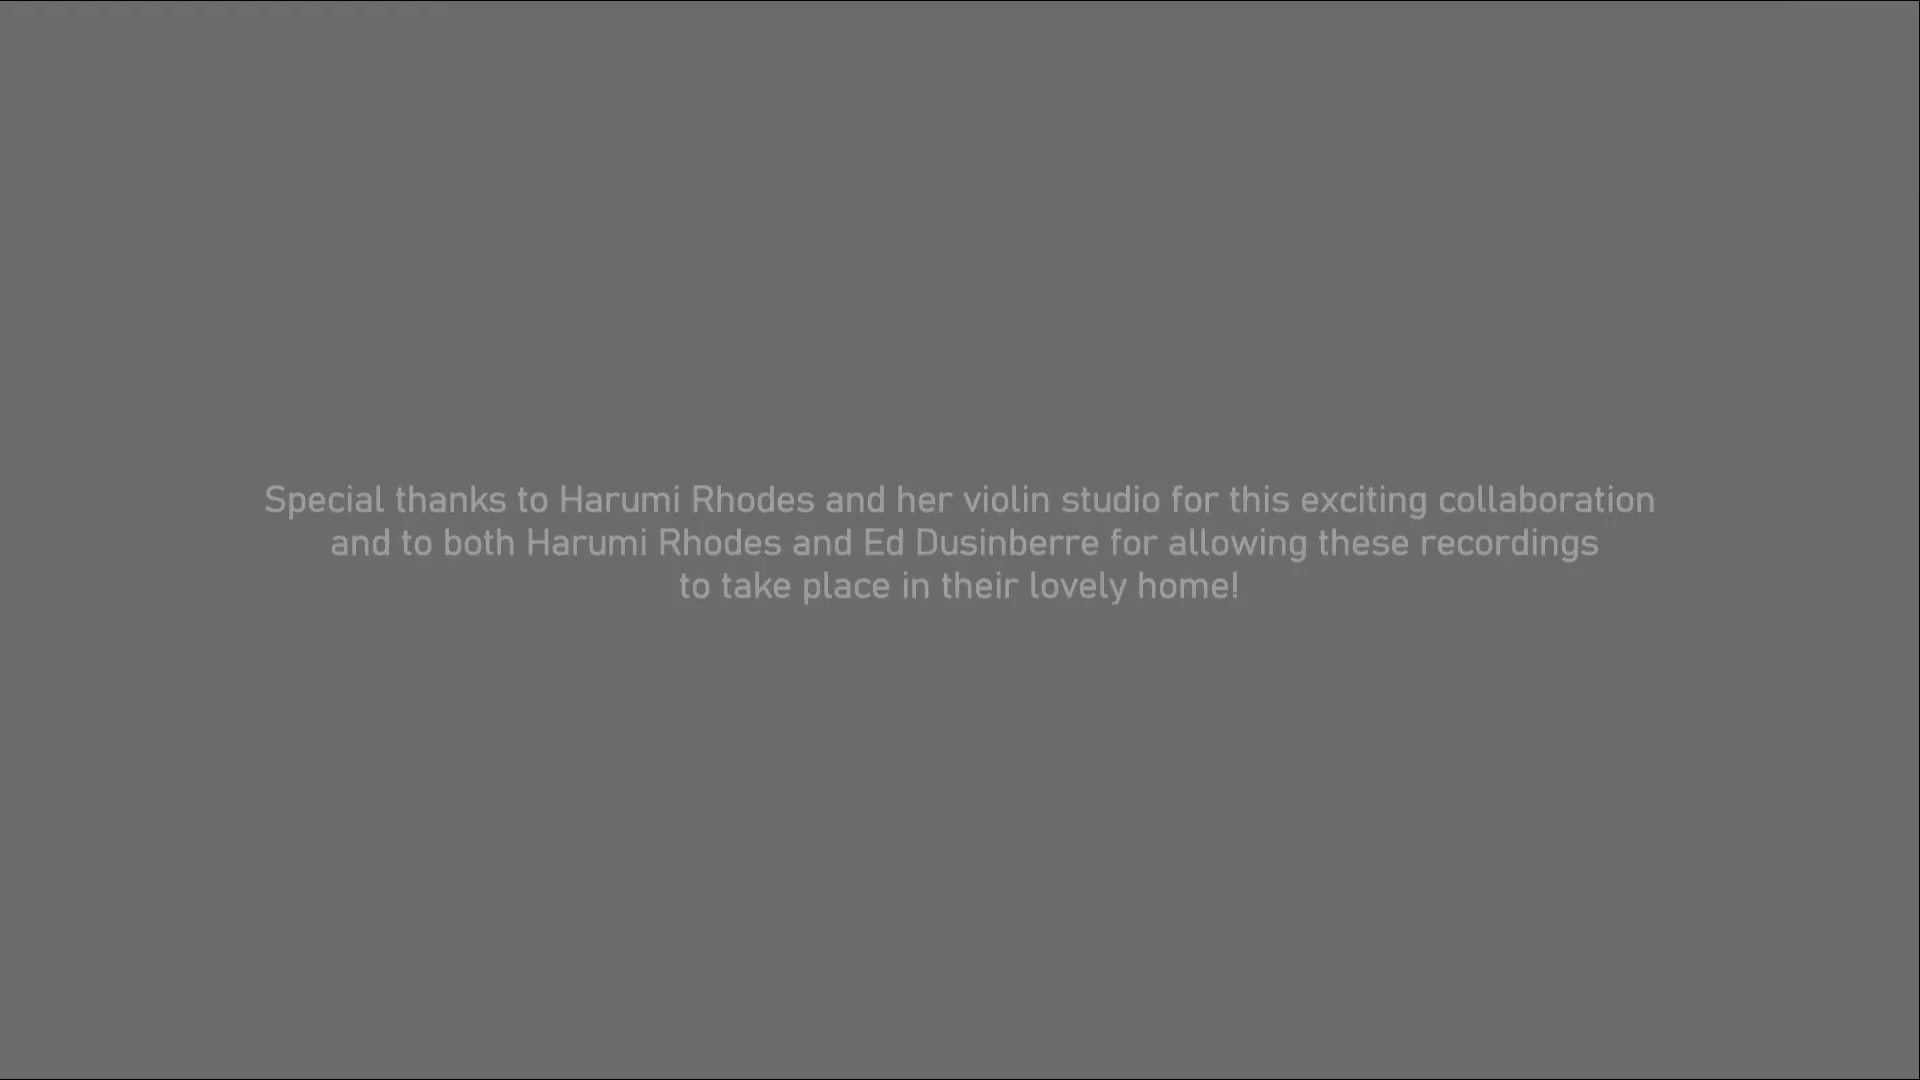 Special thanks to Harumi Rhodes and her violin studio for this exciting collaboration
and to both Harumi Rhodes and Ed Dusinberre for allowing these recordings
to take place in their lovely home!